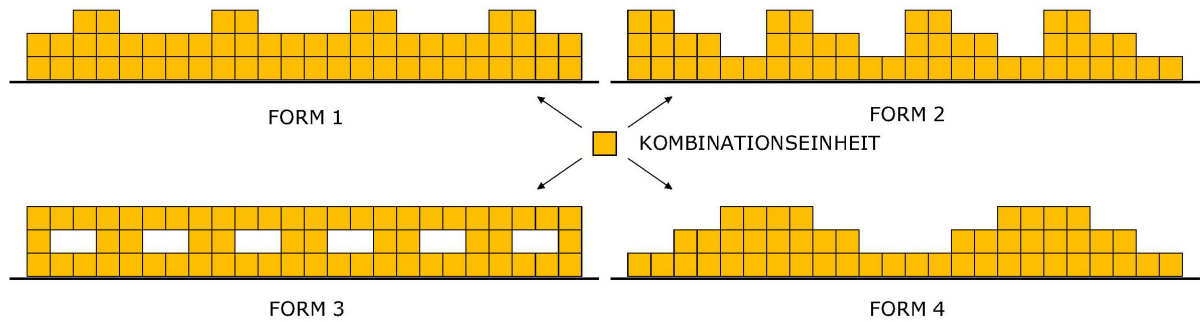 FORM 1
FORM 2
KOMBINATIONSEINHEIT
FORM 3
FORM 4